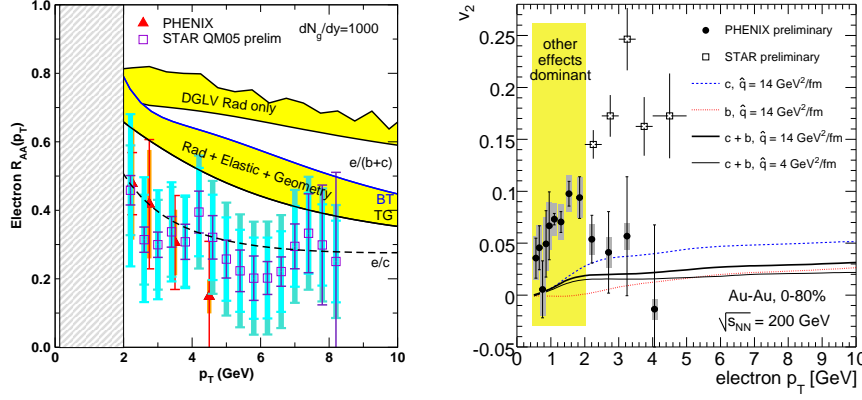 PHENIX
STAR QM05 prelim
dN_g/dy=1000
DGLV Rad only
Rad + Elastic + Geometry
e/(b+c)
BT
TG
e/c
Electron R_AA(p_T)
1.0
0.8
0.6
0.4
0.2
0.0
0 2 4 6 8 10
p_T (GeV)
v_2
0.25
0.2
0.15
0.1
0.05
0
-0.05
other
effects
dominant
PHENIX preliminary
STAR preliminary
c, q̂ = 14 GeV²/fm
b, q̂ = 14 GeV²/fm
c + b, q̂ = 14 GeV²/fm
c + b, q̂ = 4 GeV²/fm
Au-Au, 0-80%
√s_NN = 200 GeV
0 1 2 3 4 5 6 7 8 9 10
electron p_T [GeV]